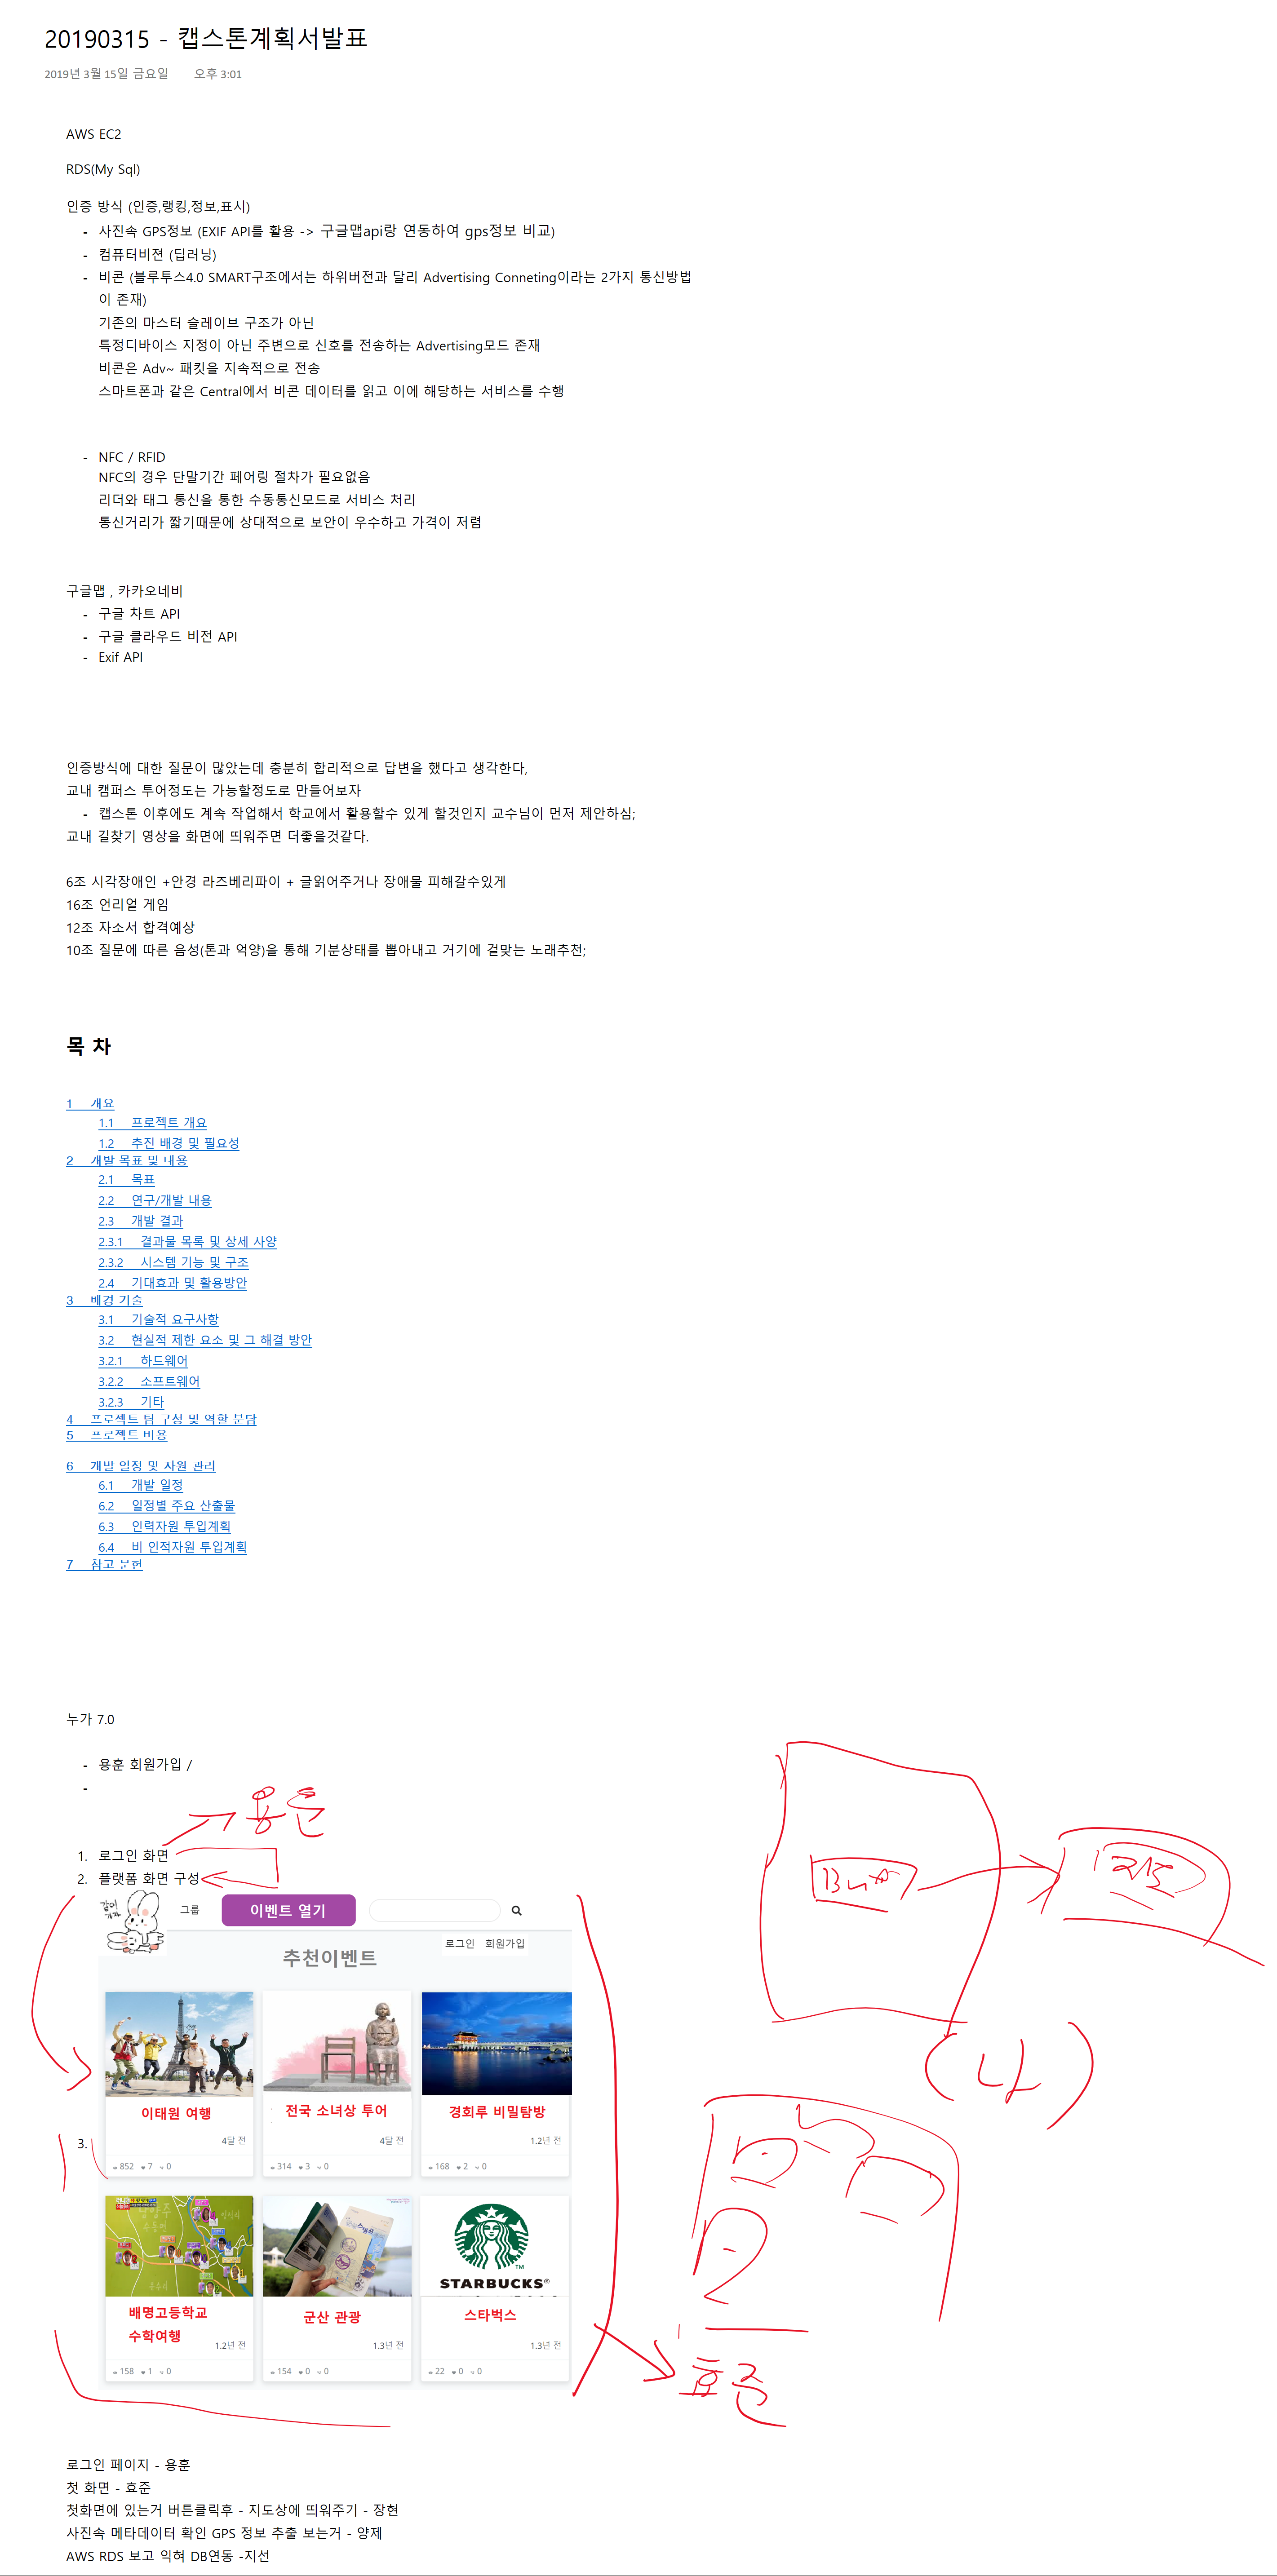 20190315 - 캡스톤계획서발표
2019년 3월 15일 금요일 오후 3:01
AWS EC2
RDS(My Sql)
인증 방식 (인증,랭킹,정보,표시)
- 사진속 GPS정보 (EXIF API를 활용 -> 구글맵api랑 연동하여 gps정보 비교)
- 컴퓨터비젼 (딥러닝)
- 비콘 (블루투스4.0 SMART구조에서는 하위버전과 달리 Advertising Conneting이라는 2가지 통신방법
이 존재)
기존의 마스터 슬레이브 구조가 아닌
특정디바이스 지정이 아닌 주변으로 신호를 전송하는 Advertising모드 존재
비콘은 Adv~ 패킷을 지속적으로 전송
스마트폰과 같은 Central에서 비콘 데이터를 읽고 이에 해당하는 서비스를 수행
- NFC / RFID
NFC의 경우 단말기간 페어링 절차가 필요없음
리더와 태그 통신을 통한 수동통신모드로 서비스 처리
통신거리가 짧기때문에 상대적으로 보안이 우수하고 가격이 저렴
구글맵 , 카카오네비
- 구글 차트 API
- 구글 클라우드 비전 API
- Exif API
인증방식에 대한 질문이 많았는데 충분히 합리적으로 답변을 했다고 생각한다,
교내 캠퍼스 투어정도는 가능할정도로 만들어보자
- 캡스톤 이후에도 계속 작업해서 학교에서 활용할수 있게 할것인지 교수님이 먼저 제안하심;
교내 길찾기 영상을 화면에 띄워주면 더좋을것같다.
6조 시각장애인 +안경 라즈베리파이 + 글읽어주거나 장애물 피해갈수있게
16조 언리얼 게임
12조 자소서 합격예상
10조 질문에 따른 음성(톤과 억양)을 통해 기분상태를 뽑아내고 거기에 걸맞는 노래추천;
목 차
1 개요
1.1 프로젝트 개요
1.2 추진 배경 및 필요성
2 개발 목표 및 내용
2.1 목표
2.2 연구/개발 내용
2.3 개발 결과
2.3.1 결과물 목록 및 상세 사양
2.3.2 시스템 기능 및 구조
2.4 기대효과 및 활용방안
3 배경 기술
3.1 기술적 요구사항
3.2 현실적 제한 요소 및 그 해결 방안
3.2.1 하드웨어
3.2.2 소프트웨어
3.2.3 기타
4 프로젝트 팀 구성 및 역할 분담
5 프로젝트 비용
6 개발 일정 및 자원 관리
6.1 개발 일정
6.2 일정별 주요 산출물
6.3 인력자원 투입계획
6.4 비 인적자원 투입계획
7 참고 문헌
누가 7.0
- 용훈 회원가입 /
-
1. 로그인 화면
2. 플랫폼 화면 구성
그룹 이벤트 열기
로그인 회원가입
추천이벤트
이태원 여행 전국 소녀상 투어 경회루 비밀탐방
4달 전 4달 전 1.2년 전
3.
852 7 0 314 3 0 168 2 0
STARBUCKS®
배명고등학교 군산 관광 스타벅스
수학여행
1.2년 전 1.3년 전 1.3년 전
158 1 0 154 0 0 22 0 0
효준
로그인 페이지 - 용훈
첫 화면 - 효준
첫화면에 있는거 버튼클릭후 - 지도상에 띄워주기 - 장현
사진속 메타데이터 확인 GPS 정보 추출 보는거 - 양제
AWS RDS 보고 익혀 DB연동 -지선